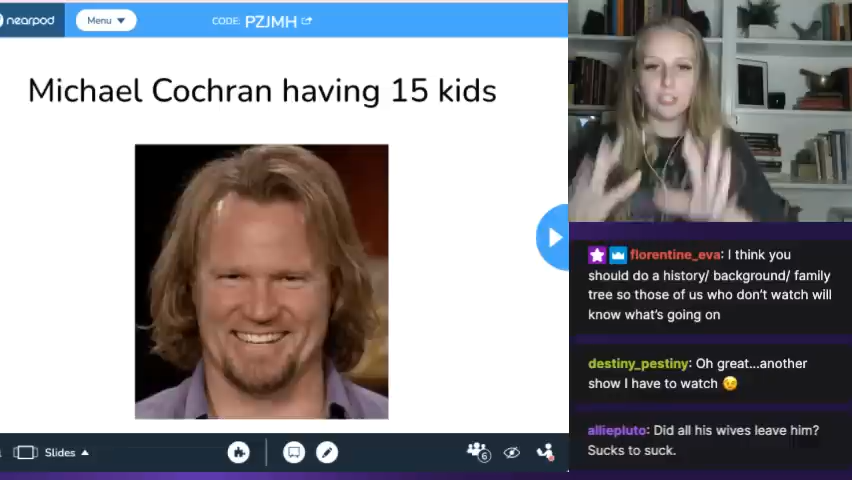 nearpod
Menu
CODE: PZJMH
Michael Cochran having 15 kids
florentine_eva: I think you
should do a history/ background/ family
tree so those of us who don't watch will
know what's going on
destiny_pestiny: Oh great...another
show I have to watch
alliepluto: Did all his wives leave him?
Sucks to suck.
Slides
6